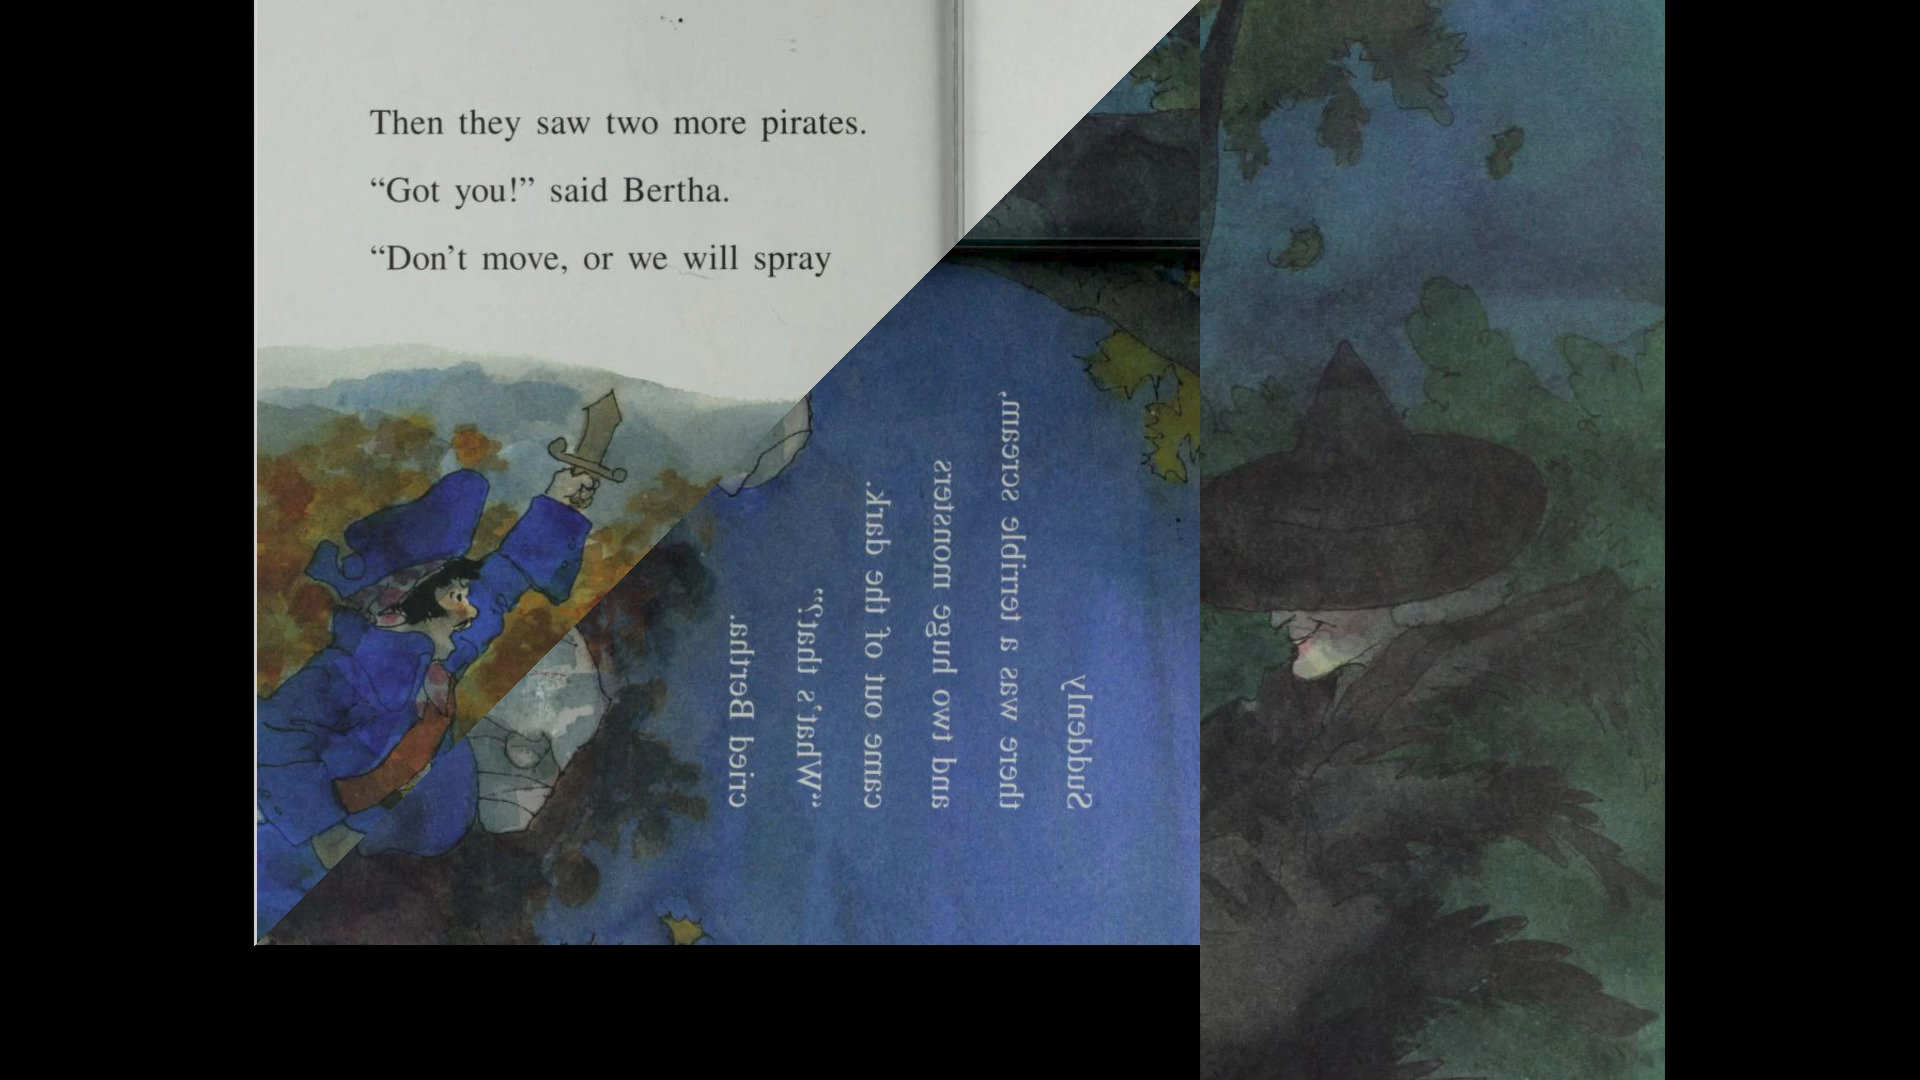 Then they saw two more pirates.
“Got you!” said Bertha.
“Don’t move, or we will spray
Suddenly
there was a terrible scream,
and two huge monsters
came out of the dark.
“What’s that?”
cried Bertha.